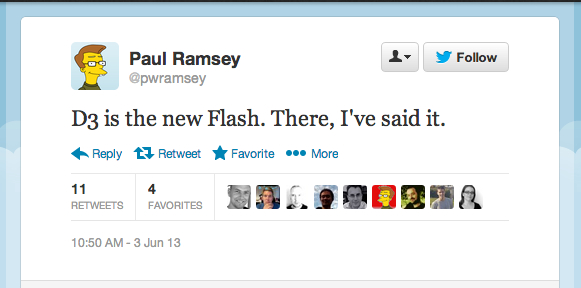 Paul Ramsey
@pwramsey
Follow
D3 is the new Flash. There, I've said it.
Reply Retweet Favorite More
11 4
RETWEETS FAVORITES
10:50 AM - 3 Jun 13